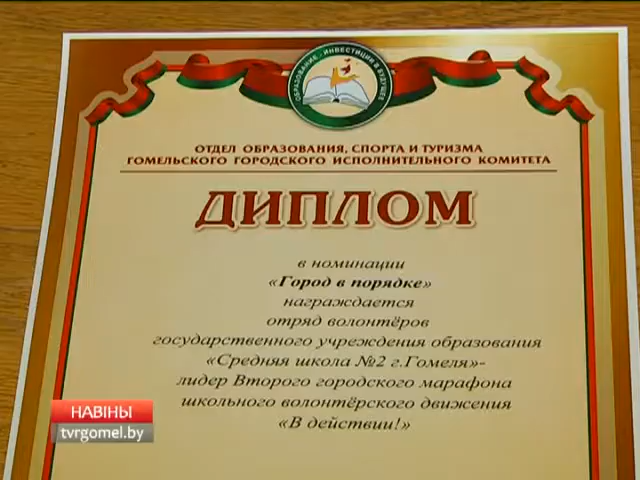 ОБРАЗОВАНИЕ - ИНВЕСТИЦИИ В БУДУЩЕЕ
ОТДЕЛ ОБРАЗОВАНИЯ, СПОРТА И ТУРИЗМА
ГОМЕЛЬСКОГО ГОРОДСКОГО ИСПОЛНИТЕЛЬНОГО КОМИТЕТА
ДИПЛОМ
в номинации
«Город в порядке»
награждается
отряд волонтёров
государственного учреждения образования
«Средняя школа №2 г.Гомеля»-
лидер Второго городского марафона
школьного волонтёрского движения
«В действии!»
НАВІНЫ
tvrgomel.by